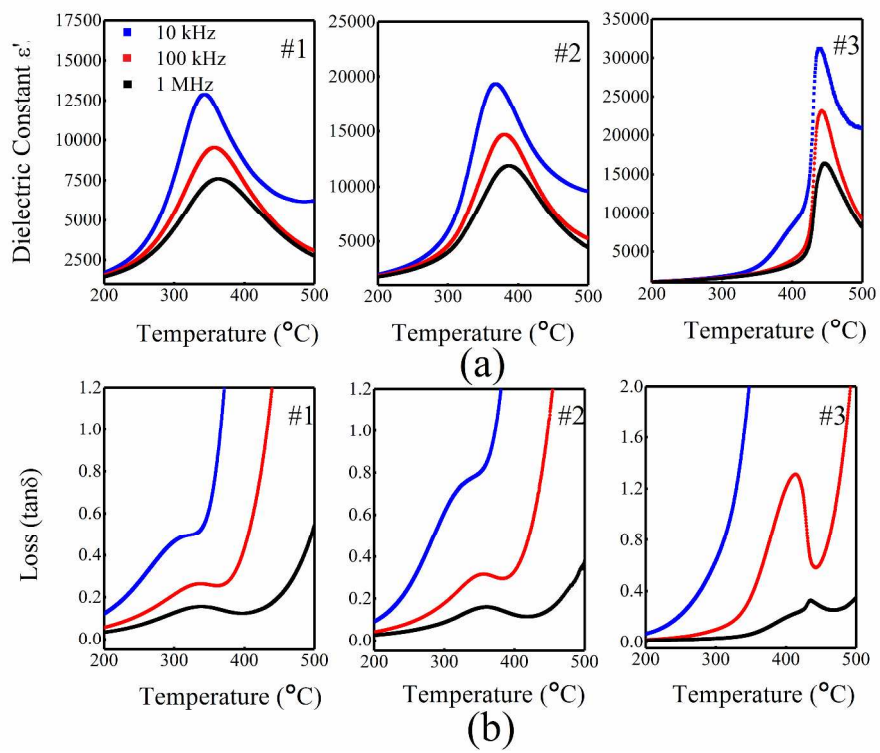 Dielectric Constant ε'
17500
15000
12500
10000
7500
5000
2500
200 300 400 500
10 kHz
100 kHz
1 MHz
#1
Temperature (°C)
25000
20000
15000
10000
5000
200 300 400 500
#2
Temperature (°C)
35000
30000
25000
20000
15000
10000
5000
200 300 400 500
#3
Temperature (°C)
(a)
Loss (tanδ)
1.2
1.0
0.8
0.6
0.4
0.2
0.0
200 300 400 500
#1
Temperature (°C)
1.2
1.0
0.8
0.6
0.4
0.2
0.0
200 300 400 500
#2
Temperature (°C)
2.0
1.6
1.2
0.8
0.4
0.0
200 300 400 500
#3
Temperature (°C)
(b)